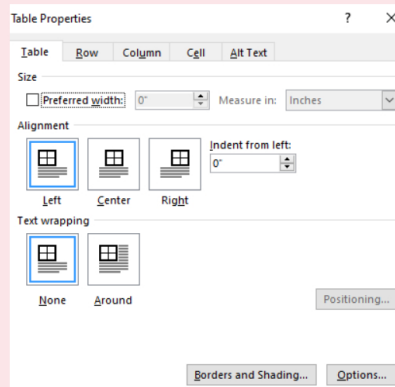 Table Properties ?
Table Row Column Cell Alt Text
Size
Preferred width: 0" Measure in: Inches
Alignment
Indent from left:
0"
Left Center Right
Text wrapping
None Around
Positioning...
Borders and Shading... Options...